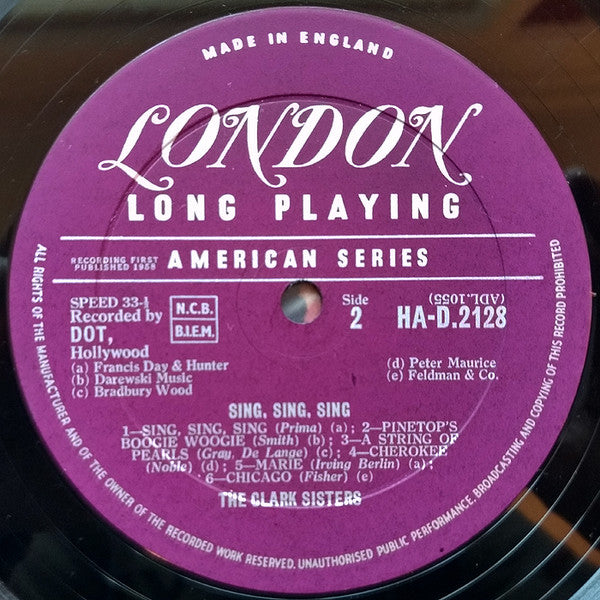 MADE IN ENGLAND
LONDON
LONG PLAYING
RECORDING FIRST
PUBLISHED 1958
AMERICAN SERIES
SPEED 33-⅓
Recorded by
DOT,
Hollywood
N.C.B.
B.I.E.M.
Side
2
(ADL.1055)
HA-D.2128
(a) Francis Day & Hunter
(b) Darewski Music
(c) Bradbury Wood
(d) Peter Maurice
(e) Feldman & Co.
SING, SING, SING
1—SING, SING, SING (Prima) (a); 2—PINETOP'S
BOOGIE WOOGIE (Smith) (b); 3—A STRING OF
PEARLS (Gray, De Lange) (c); 4—CHEROKEE
(Noble) (d); 5—MARIE (Irving Berlin) (a);
6—CHICAGO (Fisher) (e)
THE CLARK SISTERS
ALL RIGHTS OF THE MANUFACTURER AND OF THE OWNER OF THE RECORDED WORK RESERVED. UNAUTHORISED PUBLIC PERFORMANCE, BROADCASTING AND COPYING OF THIS RECORD PROHIBITED